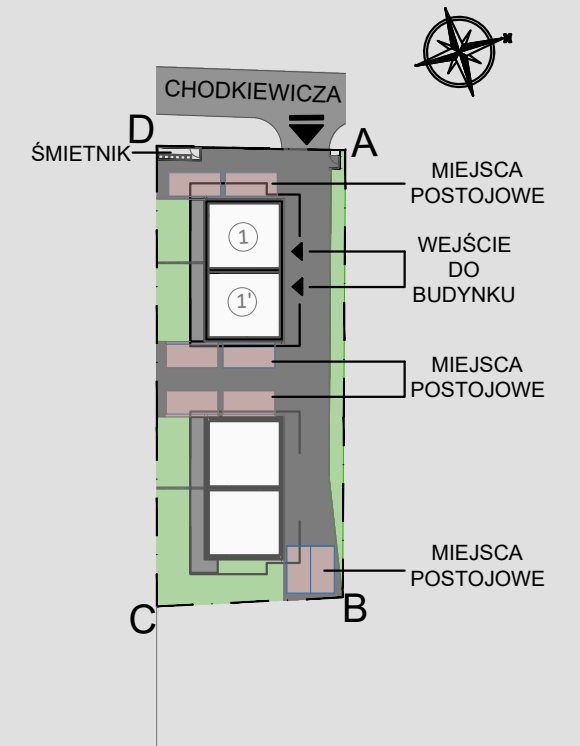 CHODKIEWICZA
D
A
ŚMIETNIK
MIEJSCA
POSTOJOWE
1
WEJŚCIE
DO
BUDYNKU
1'
MIEJSCA
POSTOJOWE
MIEJSCA
POSTOJOWE
C
B